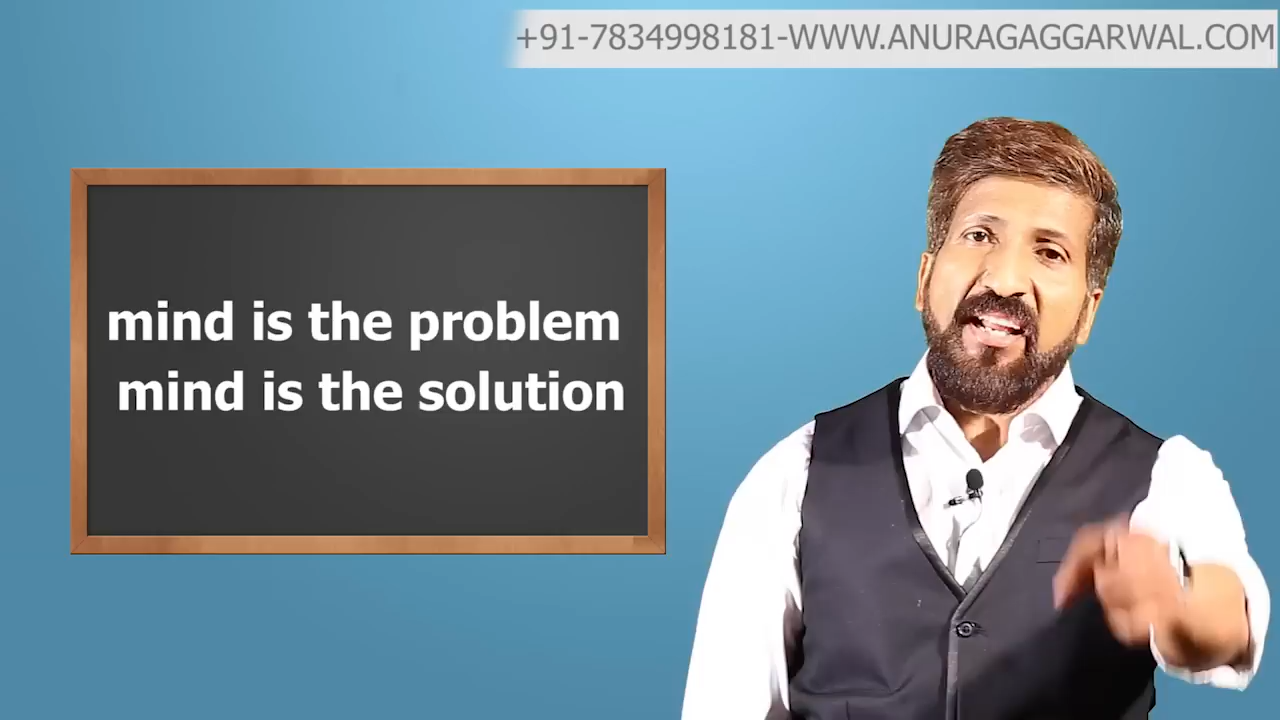 +91-7834998181-WWW.ANURAGAGGARWAL.COM
mind is the problem
mind is the solution